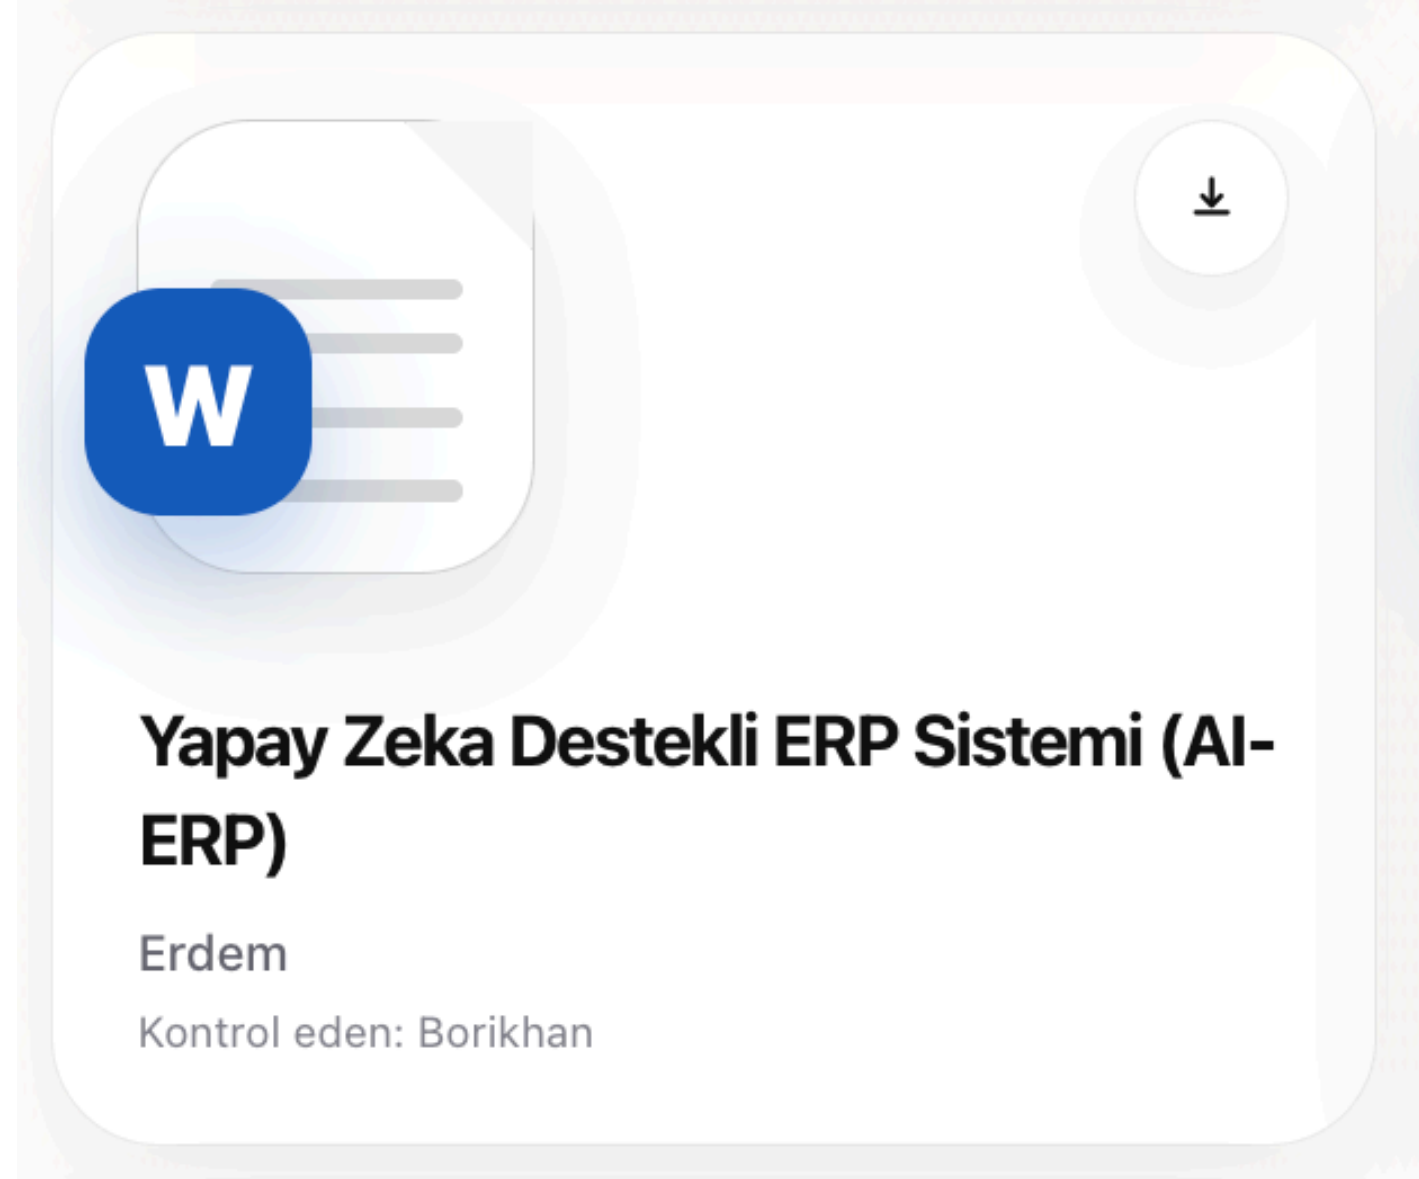 W
Yapay Zeka Destekli ERP Sistemi (AI-
ERP)
Erdem
Kontrol eden: Borikhan